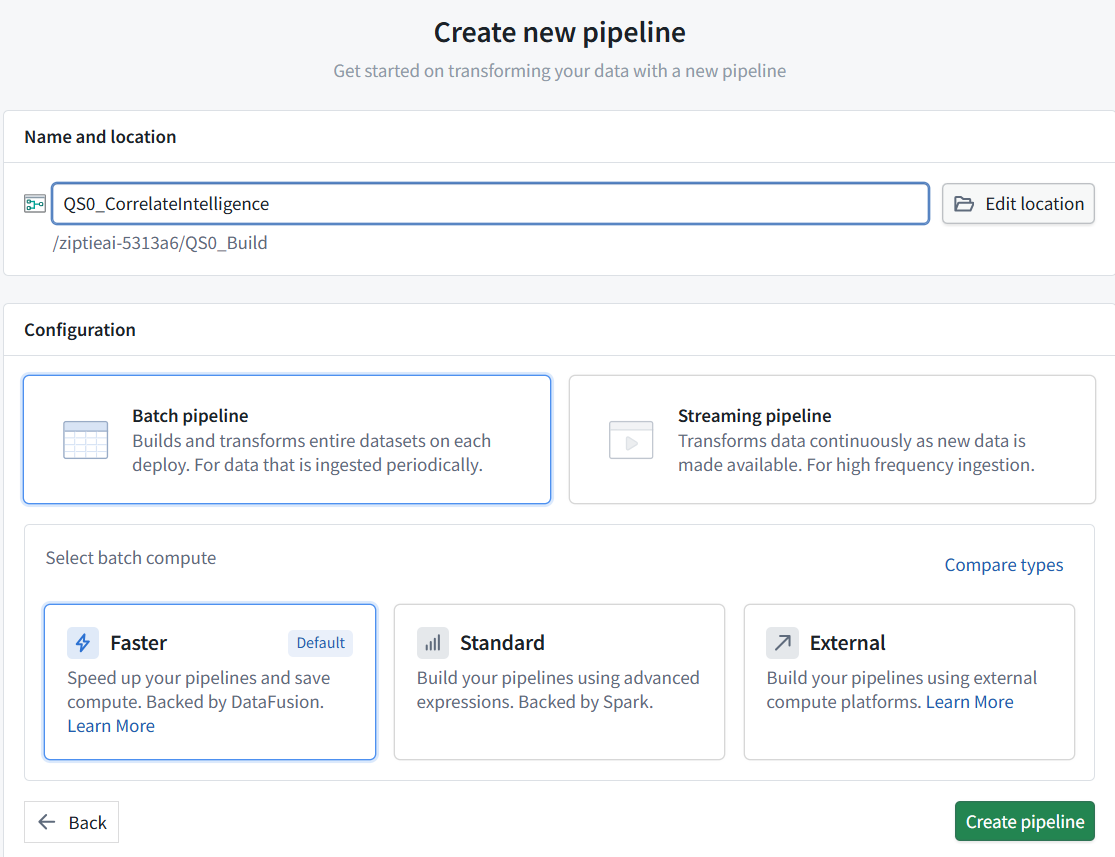 Create new pipeline
Get started on transforming your data with a new pipeline
Name and location
QS0_CorrelateIntelligence
Edit location
/ziptieai-5313a6/QS0_Build
Configuration
Batch pipeline
Builds and transforms entire datasets on each
deploy. For data that is ingested periodically.
Streaming pipeline
Transforms data continuously as new data is
made available. For high frequency ingestion.
Select batch compute
Compare types
Faster
Default
Speed up your pipelines and save
compute. Backed by DataFusion.
Learn More
Standard
Build your pipelines using advanced
expressions. Backed by Spark.
External
Build your pipelines using external
compute platforms. Learn More
Back
Create pipeline